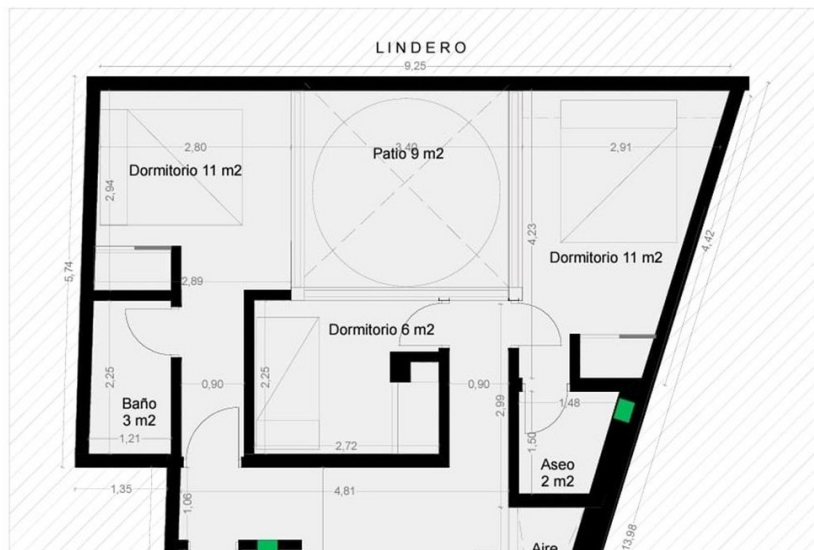 LINDERO
9,25
2,80
3,40
2,91
Patio 9 m2
Dormitorio 11 m2
2,94
4,23
4,42
Dormitorio 11 m2
5,74
2,89
Dormitorio 6 m2
2,25
0,90
2,25
0,90
2,99
1,48
Baño
3 m2
1,21
2,72
1,50
Aseo
2 m2
1,35
4,81
1,06
13,98
Aire